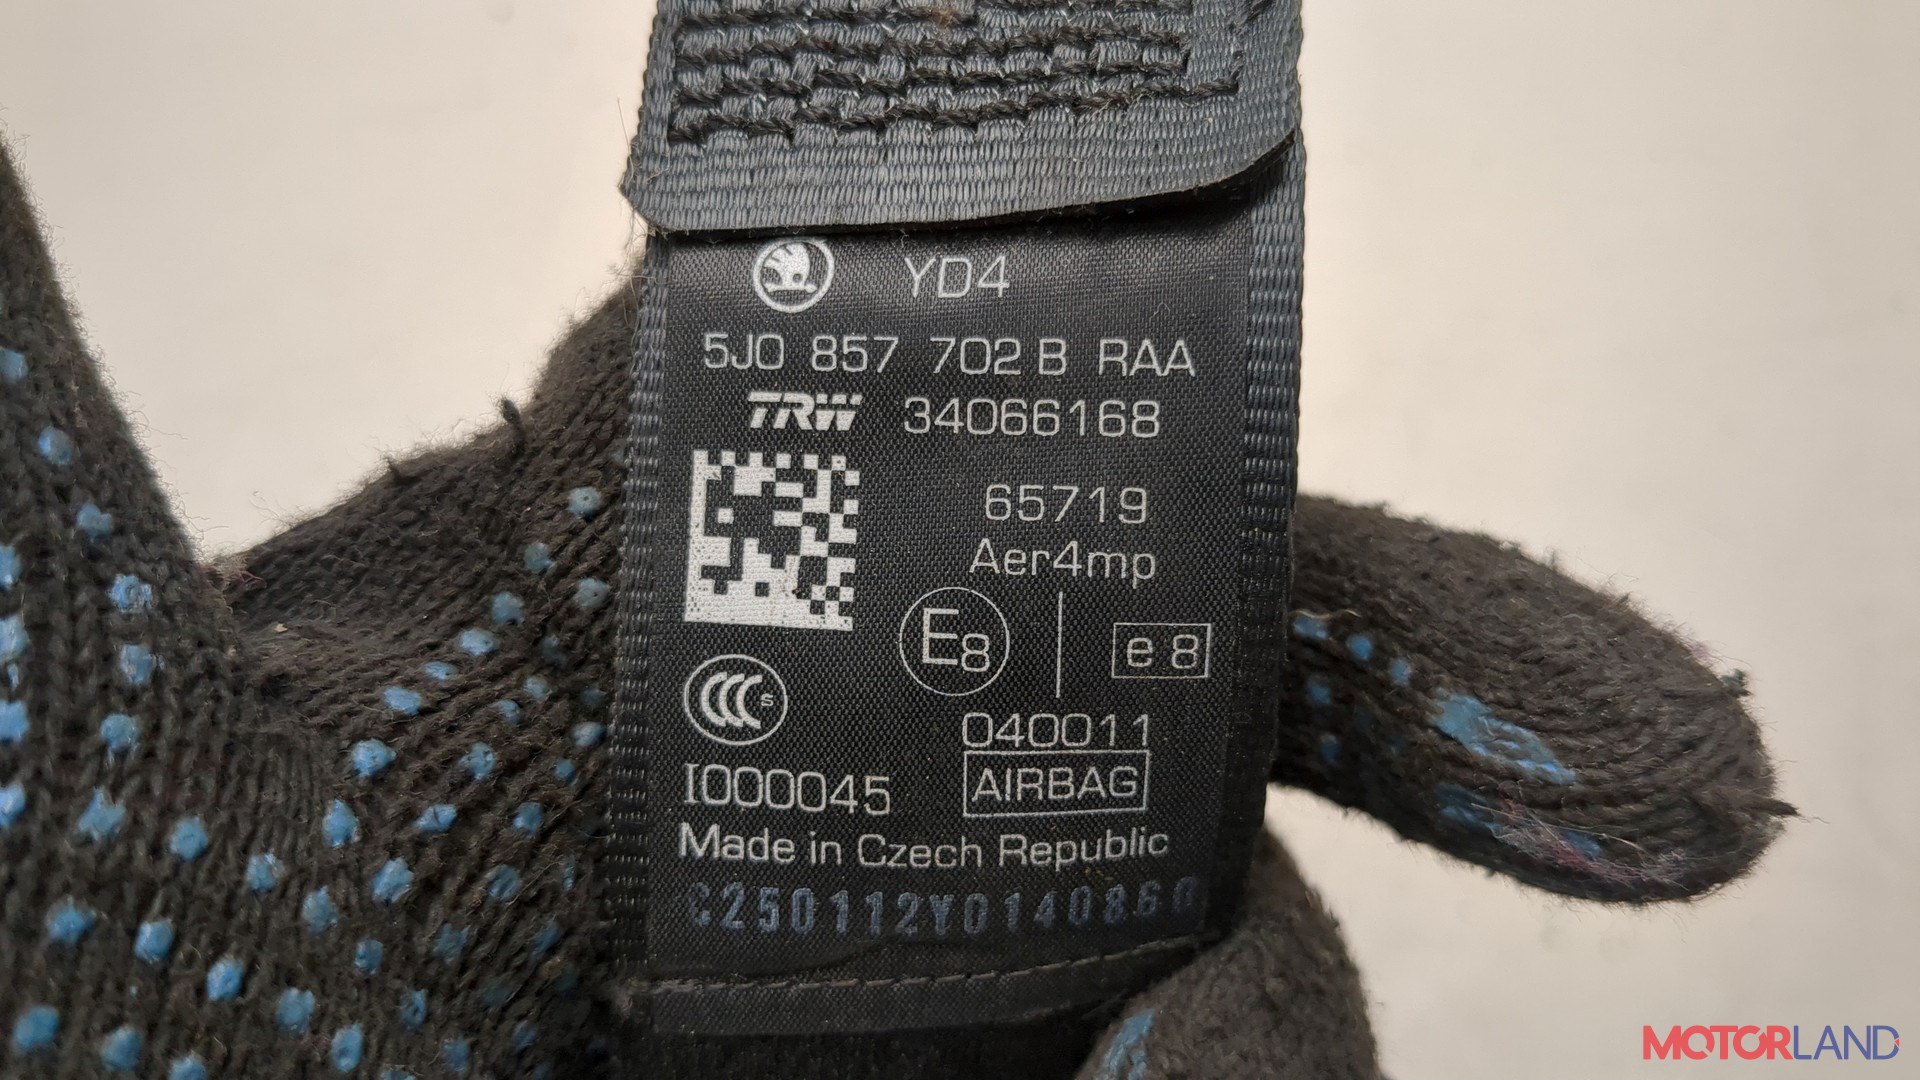 YD4
5J0 857 702 B RAA
TRW 34066168
65719
Aer4mp
E8
e 8
S
040011
I000045
AIRBAG
Made in Czech Republic
C250112Y0140860
MOTORLAND